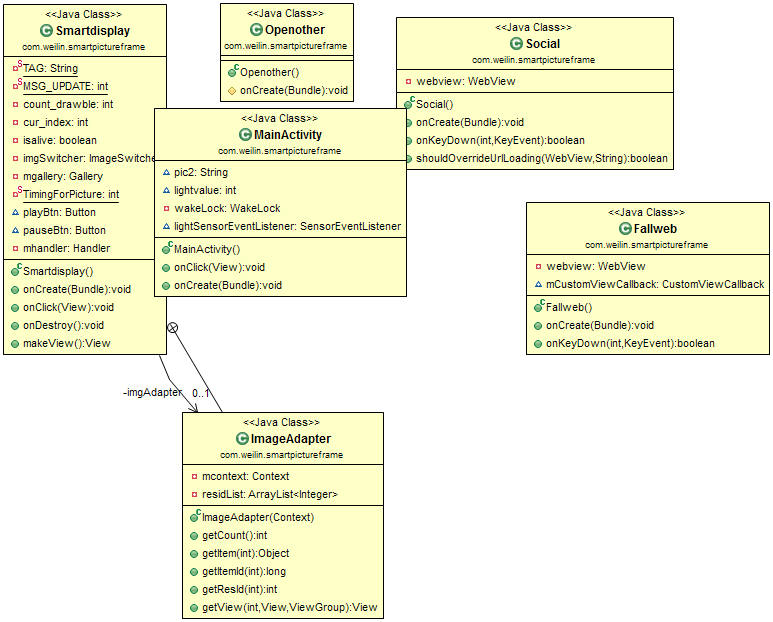 <<Java Class>>
Smartdisplay
com.weilin.smartpictureframe
TAG: String
MSG_UPDATE: int
count_drawble: int
cur_index: int
isalive: boolean
imgSwitcher: ImageSwitche
mgallery: Gallery
TimingForPicture: int
playBtn: Button
pauseBtn: Button
mhandler: Handler
Smartdisplay()
onCreate(Bundle):void
onClick(View):void
onDestroy():void
makeView():View
<<Java Class>>
Openother
com.weilin.smartpictureframe
Openother()
onCreate(Bundle):void
<<Java Class>>
Social
com.weilin.smartpictureframe
webview: WebView
Social()
onCreate(Bundle):void
onKeyDown(int,KeyEvent):boolean
shouldOverrideUrlLoading(WebView,String):boolean
<<Java Class>>
MainActivity
com.weilin.smartpictureframe
pic2: String
lightvalue: int
wakeLock: WakeLock
lightSensorEventListener: SensorEventListener
MainActivity()
onClick(View):void
onCreate(Bundle):void
<<Java Class>>
Fallweb
com.weilin.smartpictureframe
webview: WebView
mCustomViewCallback: CustomViewCallback
Fallweb()
onCreate(Bundle):void
onKeyDown(int,KeyEvent):boolean
-imgAdapter 0..1
<<Java Class>>
ImageAdapter
com.weilin.smartpictureframe
mcontext: Context
residList: ArrayList<Integer>
ImageAdapter(Context)
getCount():int
getItem(int):Object
getItemId(int):long
getResId(int):int
getView(int,View,ViewGroup):View